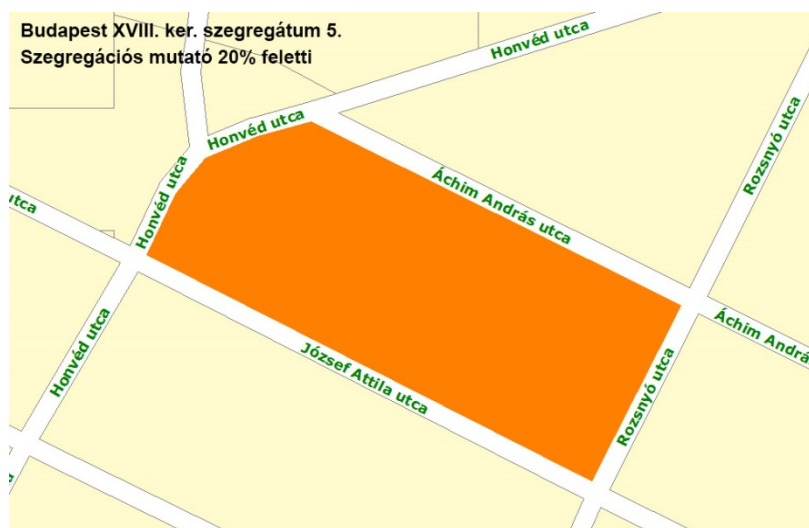 Budapest XVIII. ker. szegregátum 5.
Szegregációs mutató 20% feletti
Honvéd utca
Honvéd utca
Rozsnyó utca
Honvéd utca
Áchim András utca
utca
Áchim Andrá
Honvéd utca
József Attila utca
Rozsnyó utca